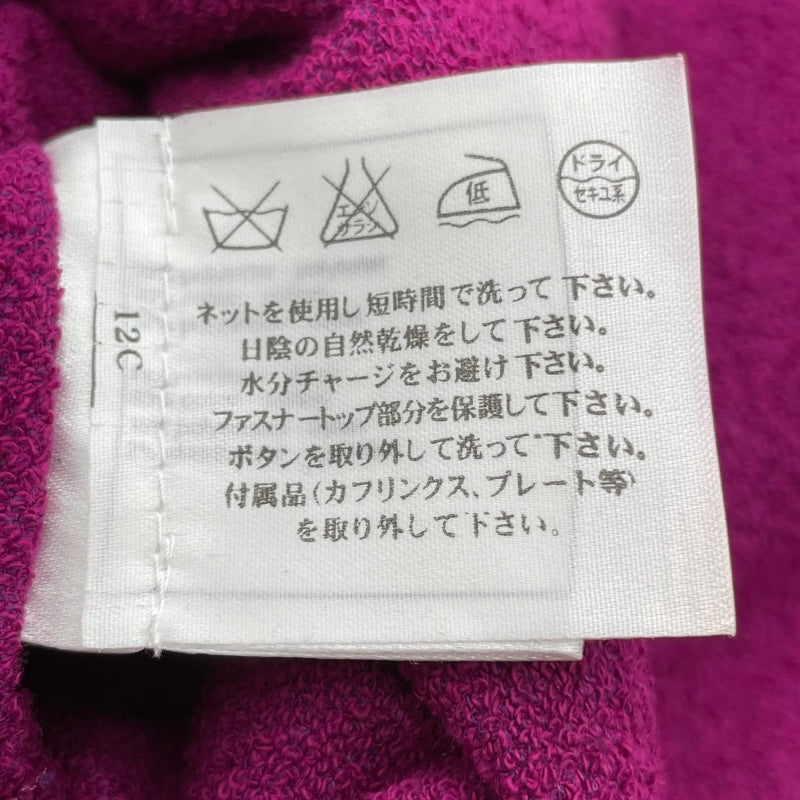 ドライ
セキユ系
エンソ
サラシ
低
ネットを使用し短時間で洗って下さい。
日陰の自然乾燥をして下さい。
水分チャージをお避け下さい。
ファスナートップ部分を保護して下さい。
ボタンを取り外して洗って下さい。
付属品(カフリンクス、プレート等)
を取り外して下さい。
12C